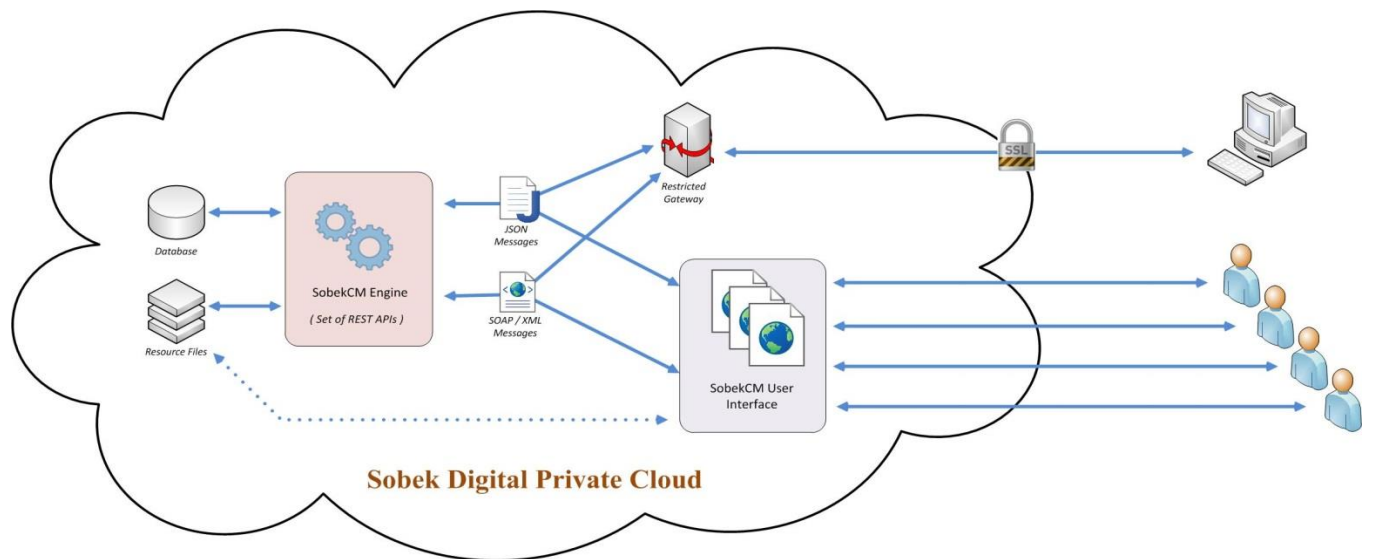 SSL
Restricted
Gateway
Database
JSON
Messages
SobekCM Engine
( Set of REST APIs )
SOAP / XML
Messages
Resource Files
SobekCM User
Interface
Sobek Digital Private Cloud